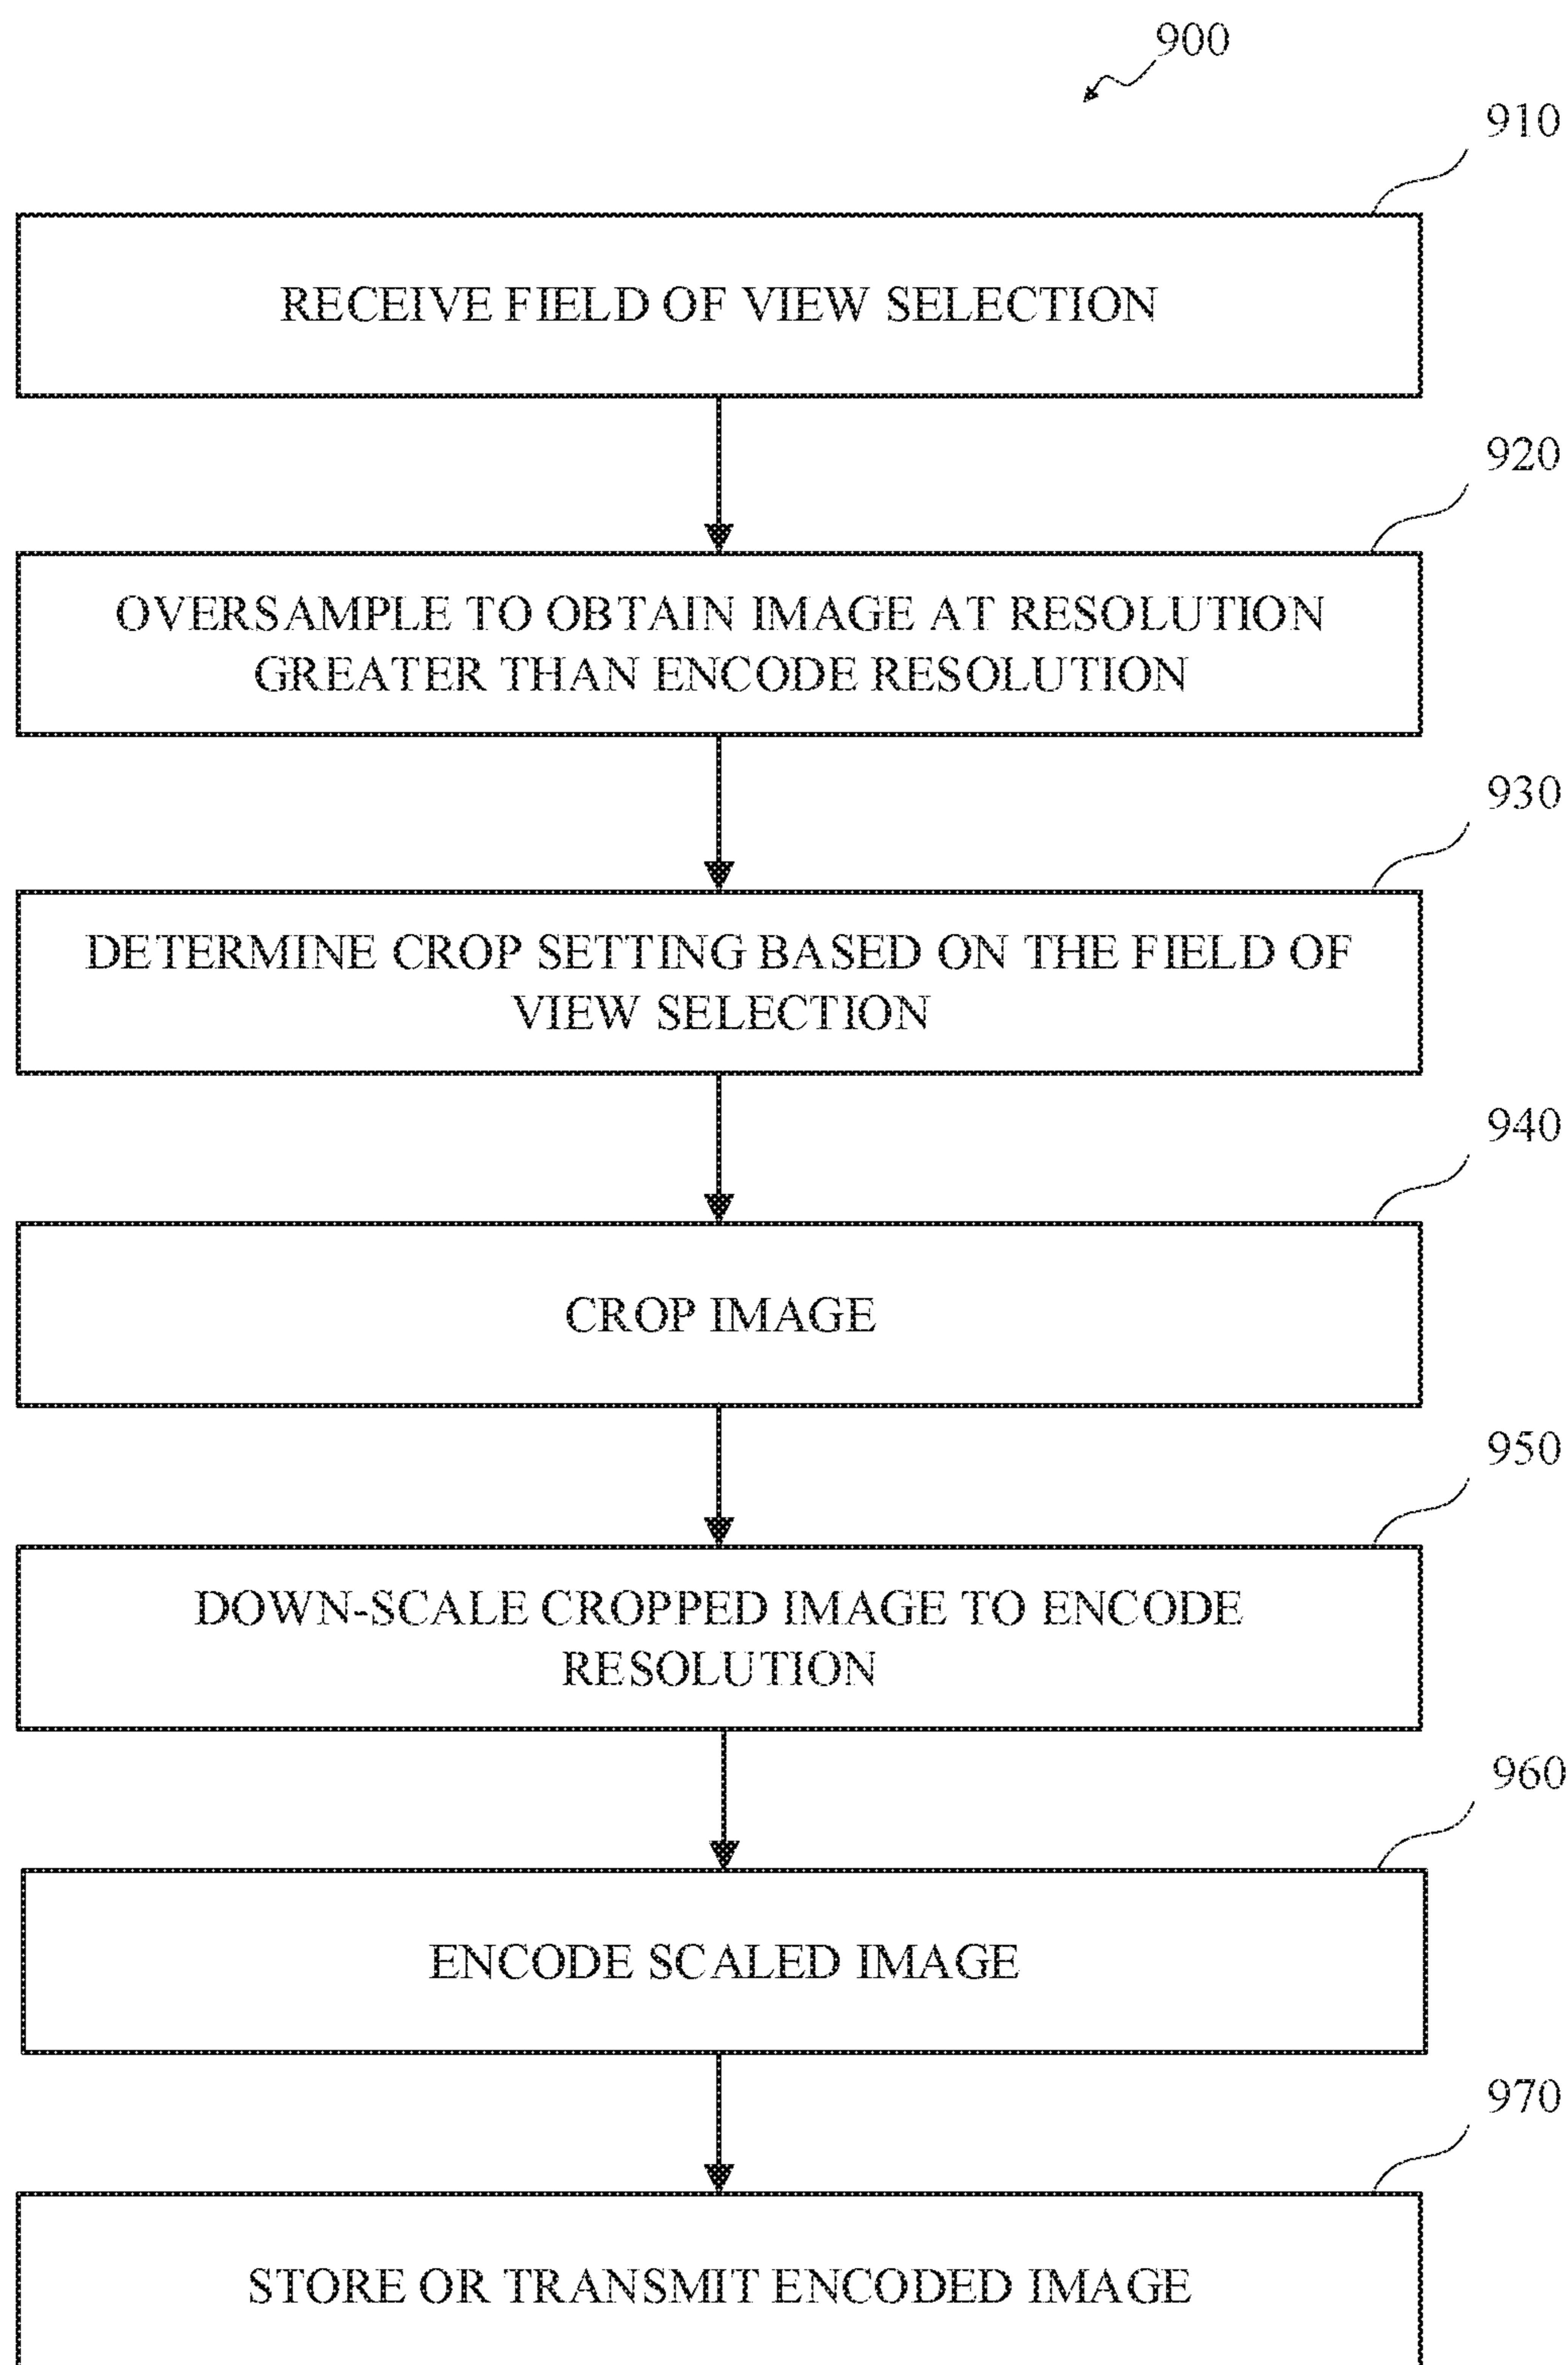 900
910
RECEIVE FIELD OF VIEW SELECTION
920
OVERSAMPLE TO OBTAIN IMAGE AT RESOLUTION
GREATER THAN ENCODE RESOLUTION
930
DETERMINE CROP SETTING BASED ON THE FIELD OF
VIEW SELECTION
940
CROP IMAGE
950
DOWN-SCALE CROPPED IMAGE TO ENCODE
RESOLUTION
960
ENCODE SCALED IMAGE
970
STORE OR TRANSMIT ENCODED IMAGE